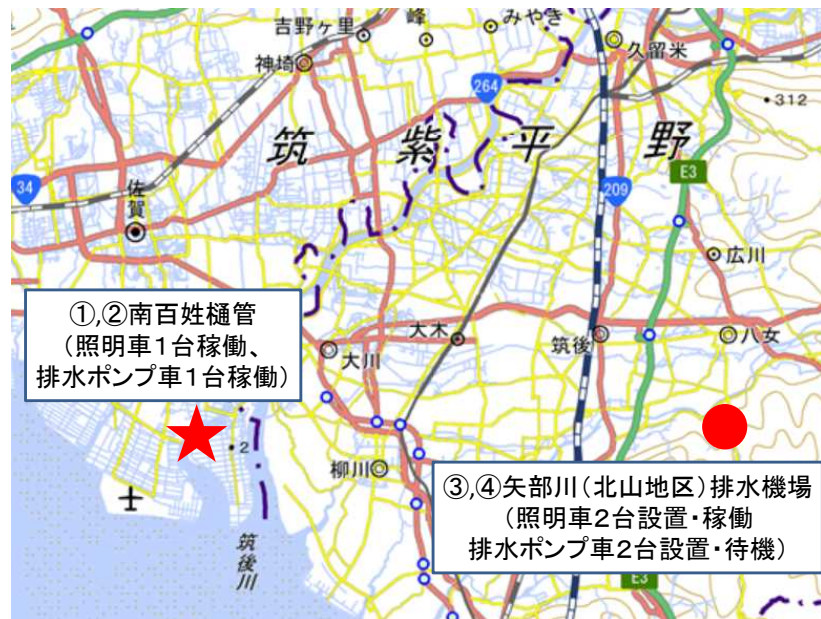 吉野ヶ里
峰
みやき
久留米
神埼
264
312
筑紫平野
E3
34
佐賀
209
広川
①,②南百姓樋管
(照明車1台稼働、
排水ポンプ車1台稼働)
大木
大川
筑後
八女
2
柳川
③,④矢部川(北山地区)排水機場
(照明車2台設置・稼働
排水ポンプ車2台設置・待機)
筑後川
E3